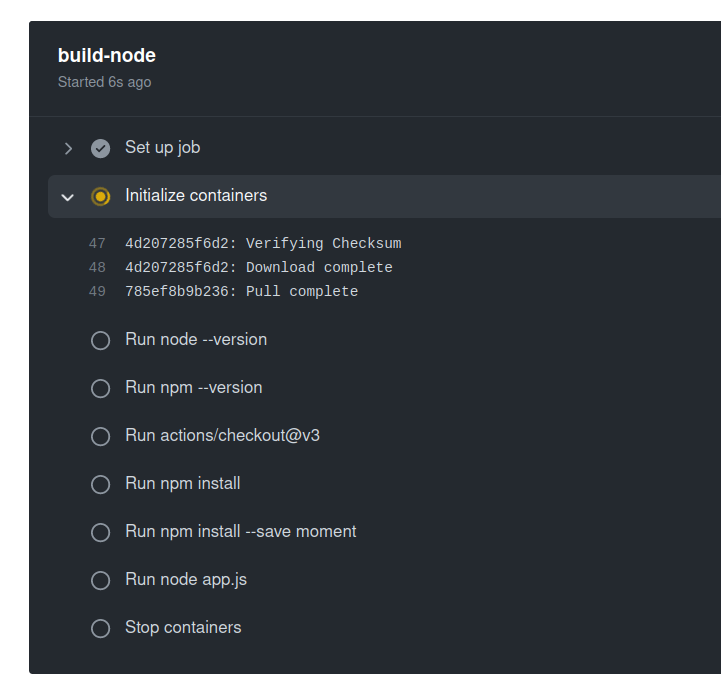 build-node
Started 6s ago
Set up job
Initialize containers
47 4d207285f6d2: Verifying Checksum
48 4d207285f6d2: Download complete
49 785ef8b9b236: Pull complete
Run node --version
Run npm --version
Run actions/checkout@v3
Run npm install
Run npm install --save moment
Run node app.js
Stop containers